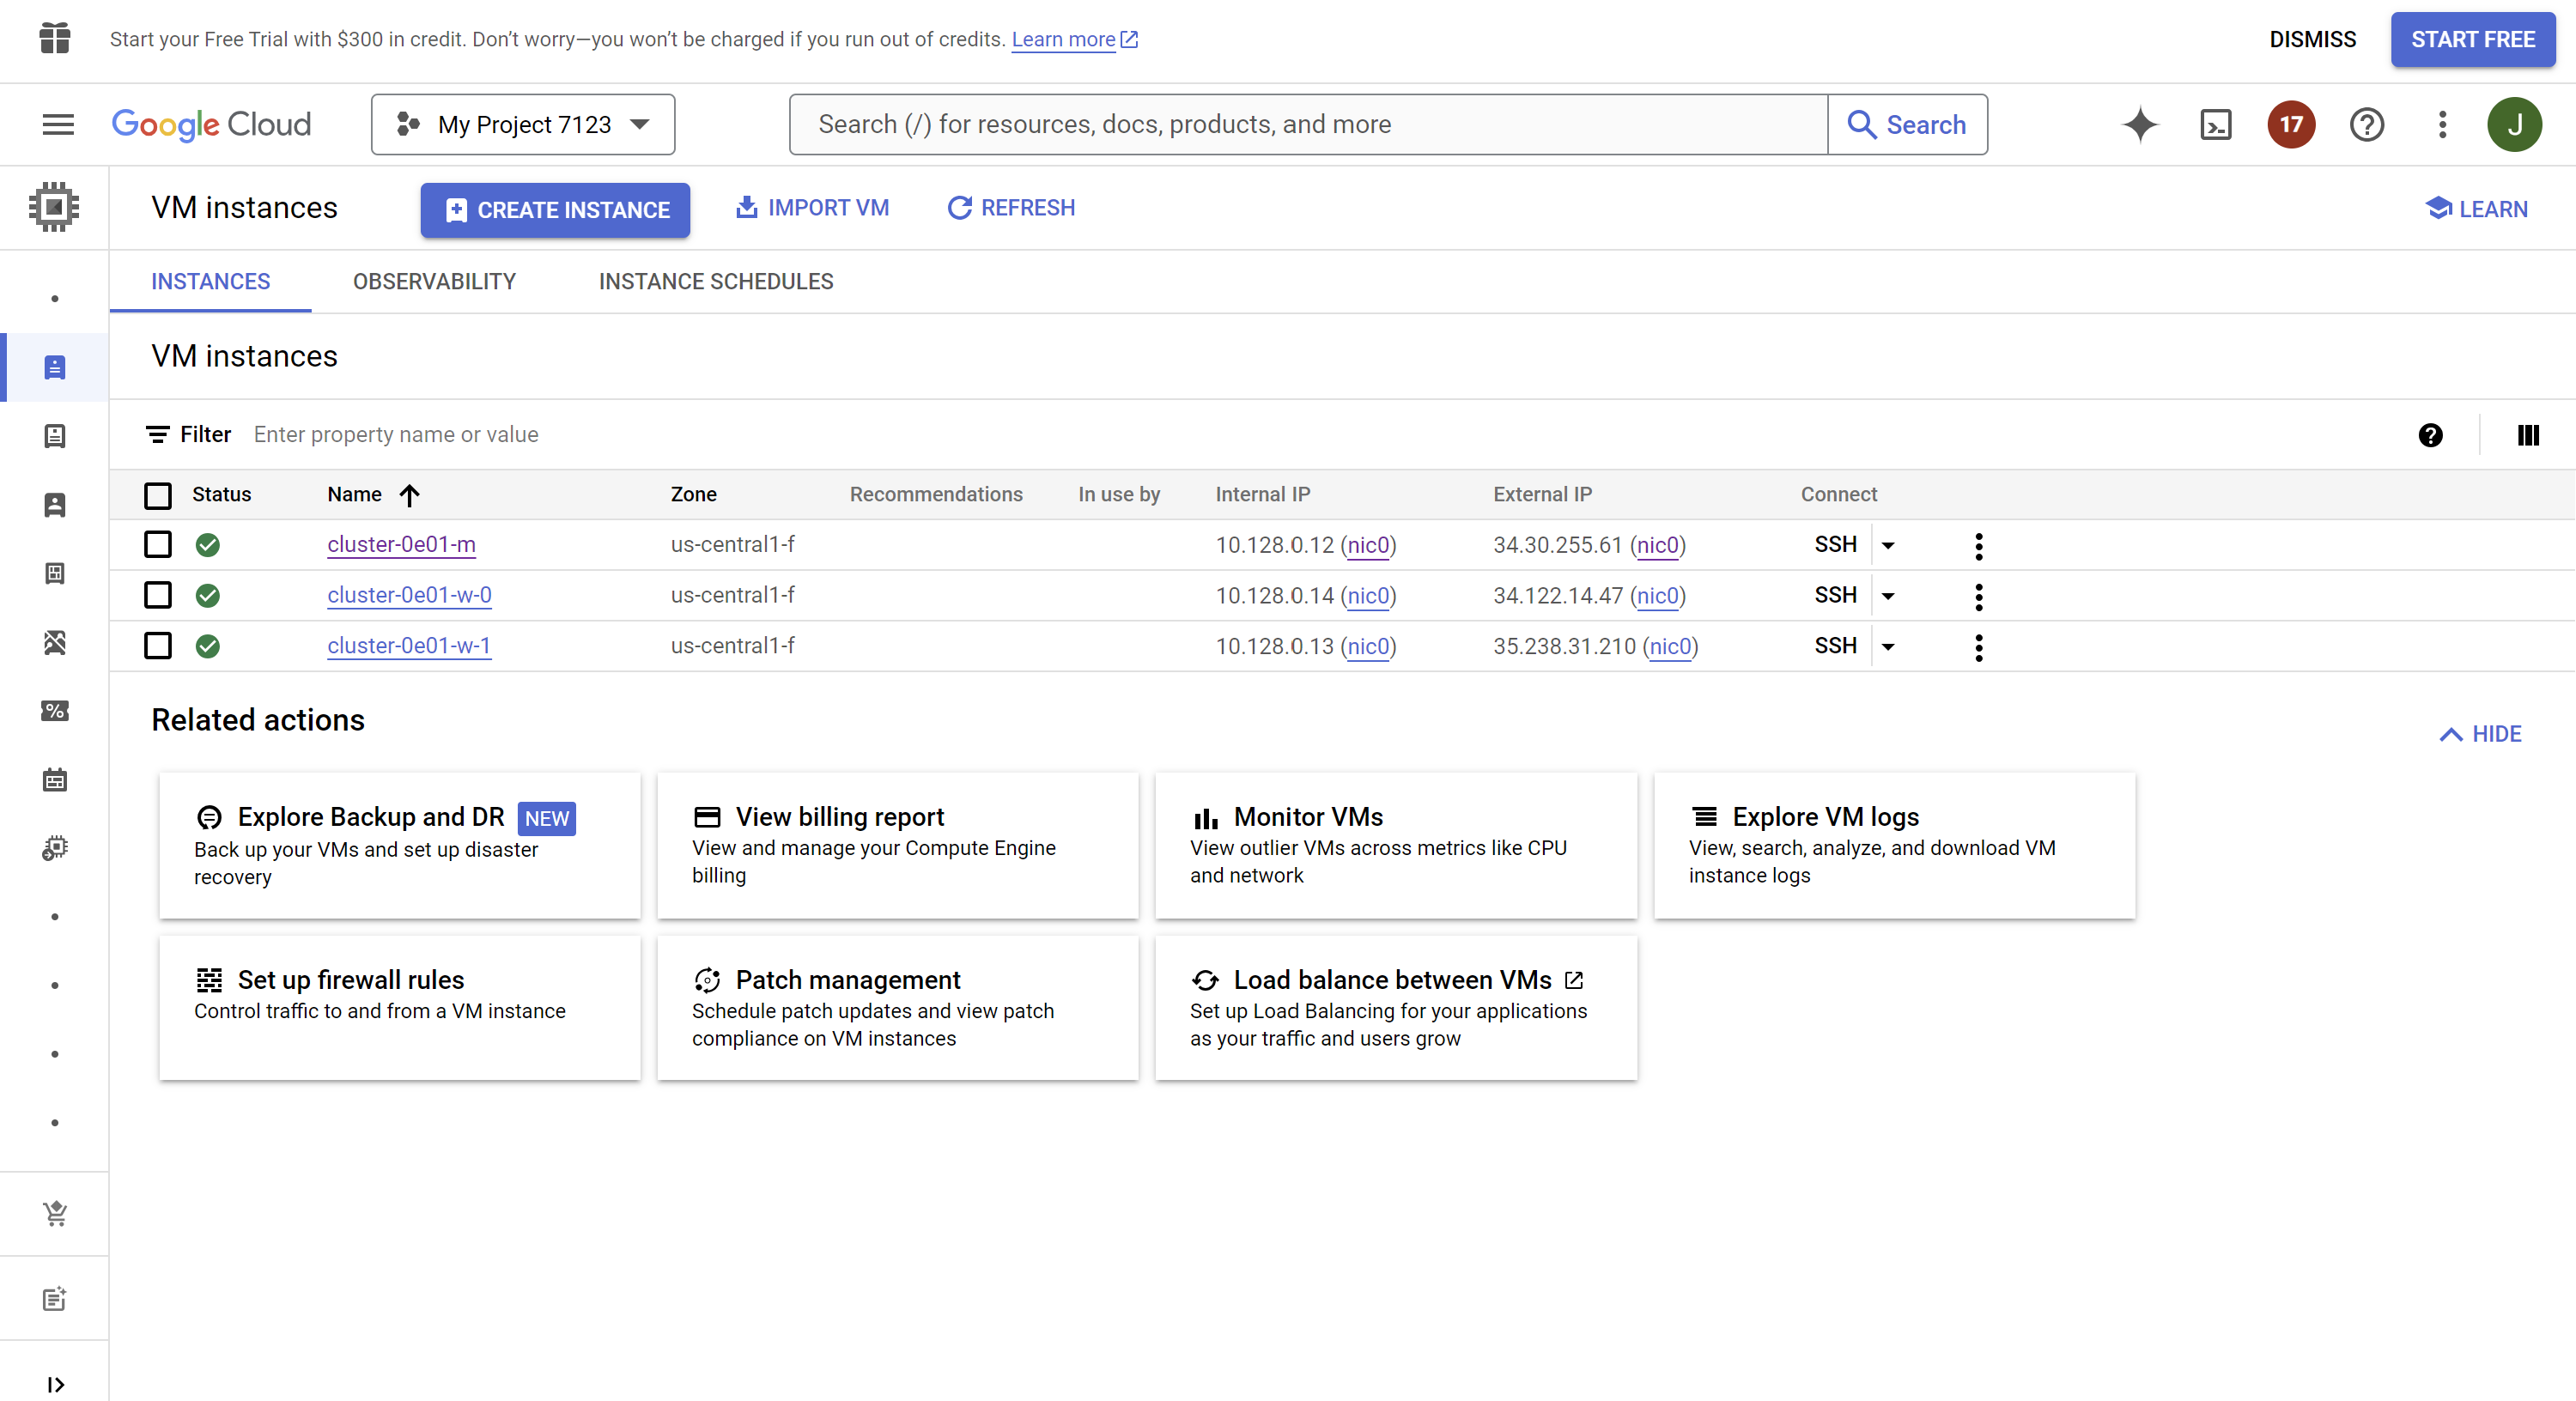 Start your Free Trial with $300 in credit. Don’t worry—you won’t be charged if you run out of credits. Learn more
DISMISS
START FREE
Google Cloud
My Project 7123
Search (/) for resources, docs, products, and more
Search
17
J
VM instances
CREATE INSTANCE
IMPORT VM
REFRESH
LEARN
INSTANCES
OBSERVABILITY
INSTANCE SCHEDULES
VM instances
Filter Enter property name or value
Status Name Zone Recommendations In use by Internal IP External IP Connect
cluster-0e01-m us-central1-f 10.128.0.12 (nic0) 34.30.255.61 (nic0) SSH
cluster-0e01-w-0 us-central1-f 10.128.0.14 (nic0) 34.122.14.47 (nic0) SSH
cluster-0e01-w-1 us-central1-f 10.128.0.13 (nic0) 35.238.31.210 (nic0) SSH
Related actions
HIDE
Explore Backup and DR NEW
Back up your VMs and set up disaster
recovery
View billing report
View and manage your Compute Engine
billing
Monitor VMs
View outlier VMs across metrics like CPU
and network
Explore VM logs
View, search, analyze, and download VM
instance logs
Set up firewall rules
Control traffic to and from a VM instance
Patch management
Schedule patch updates and view patch
compliance on VM instances
Load balance between VMs
Set up Load Balancing for your applications
as your traffic and users grow